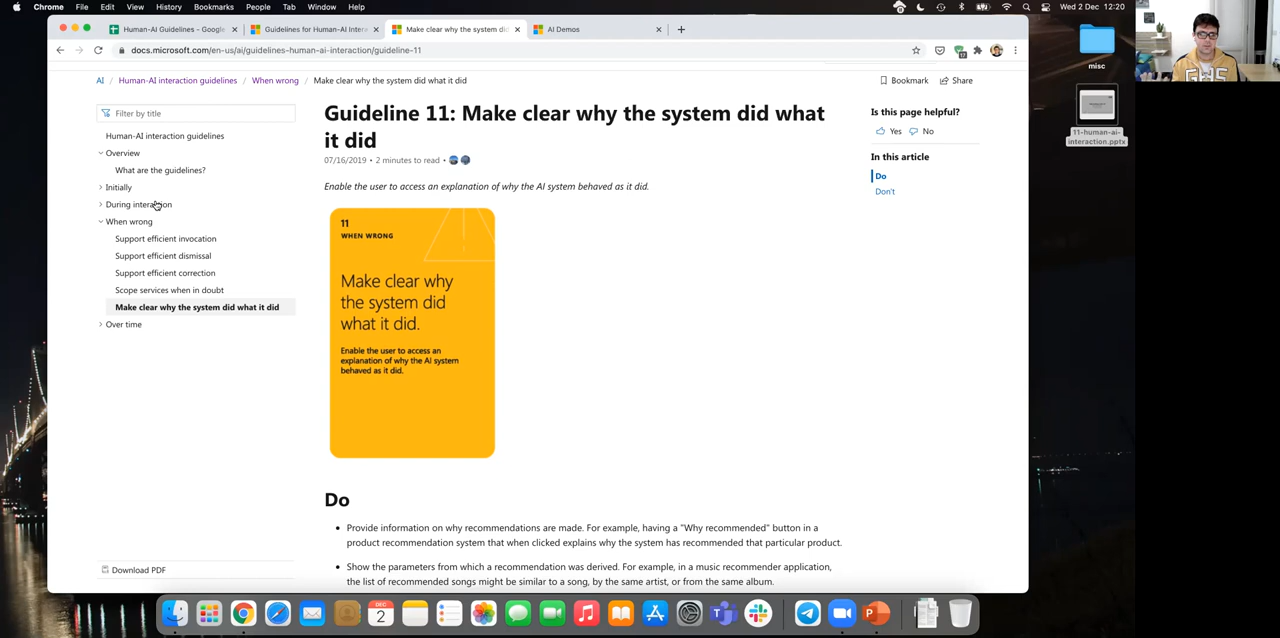 Chrome File Edit View History Bookmarks People Tab Window Help
Wed 2 Dec 12:20
Human-AI Guidelines – Google
Guidelines for Human-AI Inter
Make clear why the system did
AI Demos
docs.microsoft.com/en-us/ai/guidelines-human-ai-interaction/guideline-11
AI / Human-AI interaction guidelines / When wrong / Make clear why the system did what it did
Bookmark Share
Filter by title
Human-AI interaction guidelines
Overview
What are the guidelines?
Initially
During interaction
When wrong
Support efficient invocation
Support efficient dismissal
Support efficient correction
Scope services when in doubt
Make clear why the system did what it did
Over time
Download PDF
Guideline 11: Make clear why the system did what
it did
07/16/2019 • 2 minutes to read •
Enable the user to access an explanation of why the AI system behaved as it did.
11
WHEN WRONG
Make clear why
the system did
what it did.
Enable the user to access an
explanation of why the AI system
behaved as it did.
Do
• Provide information on why recommendations are made. For example, having a "Why recommended" button in a
product recommendation system that when clicked explains why the system has recommended that particular product.
• Show the parameters from which a recommendation was derived. For example, in a music recommender application,
the list of recommended songs might be similar to a song, by the same artist, or from the same album.
Is this page helpful?
Yes No
In this article
Do
Don't
misc
11-human-ai-
interaction.pptx
DEC
2